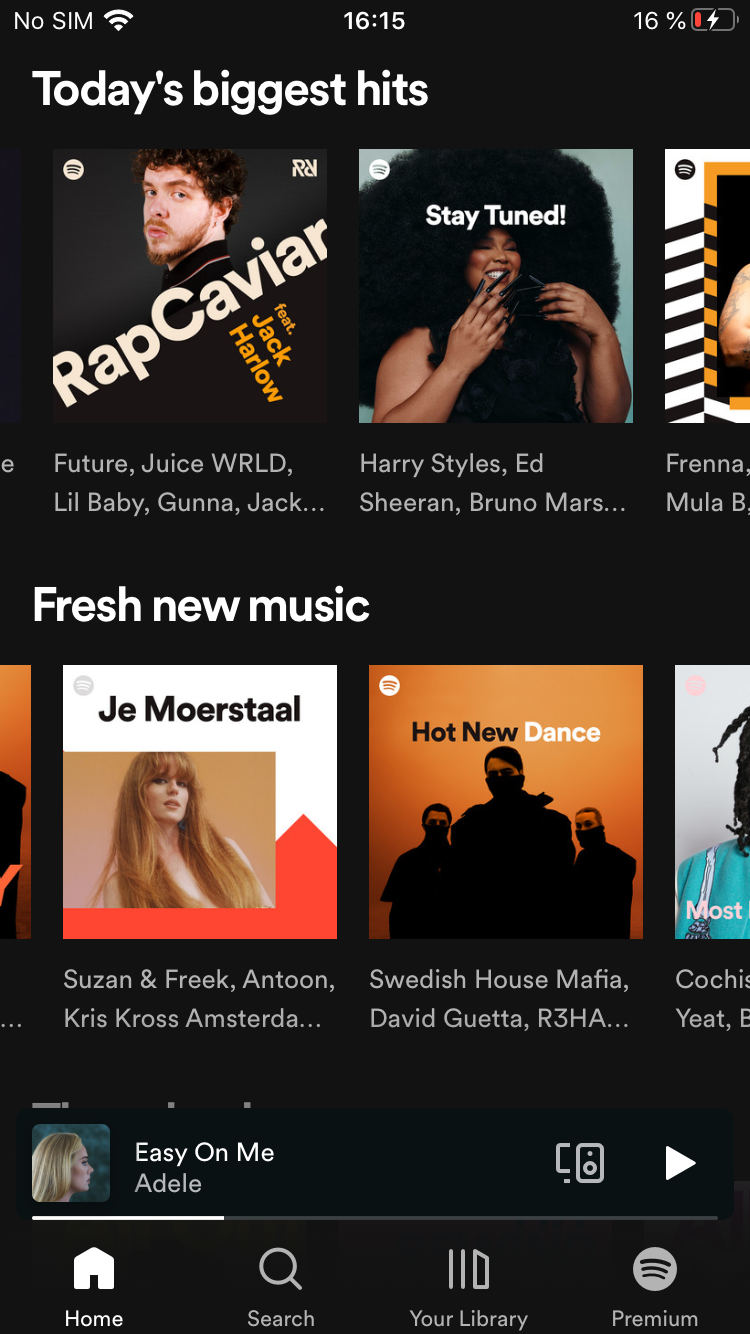 No SIM 16:15 16 %
Today's biggest hits
RapCaviar
feat.
Jack
Harlow
Stay Tuned!
e
Future, Juice WRLD,
Lil Baby, Gunna, Jack...
Harry Styles, Ed
Sheeran, Bruno Mars...
Frenna,
Mula B,
Fresh new music
Je Moerstaal
Hot New Dance
Y
Most
...
Suzan & Freek, Antoon,
Kris Kross Amsterda...
Swedish House Mafia,
David Guetta, R3HA...
Cochis
Yeat, B
Easy On Me
Adele
Home
Search
Your Library
Premium